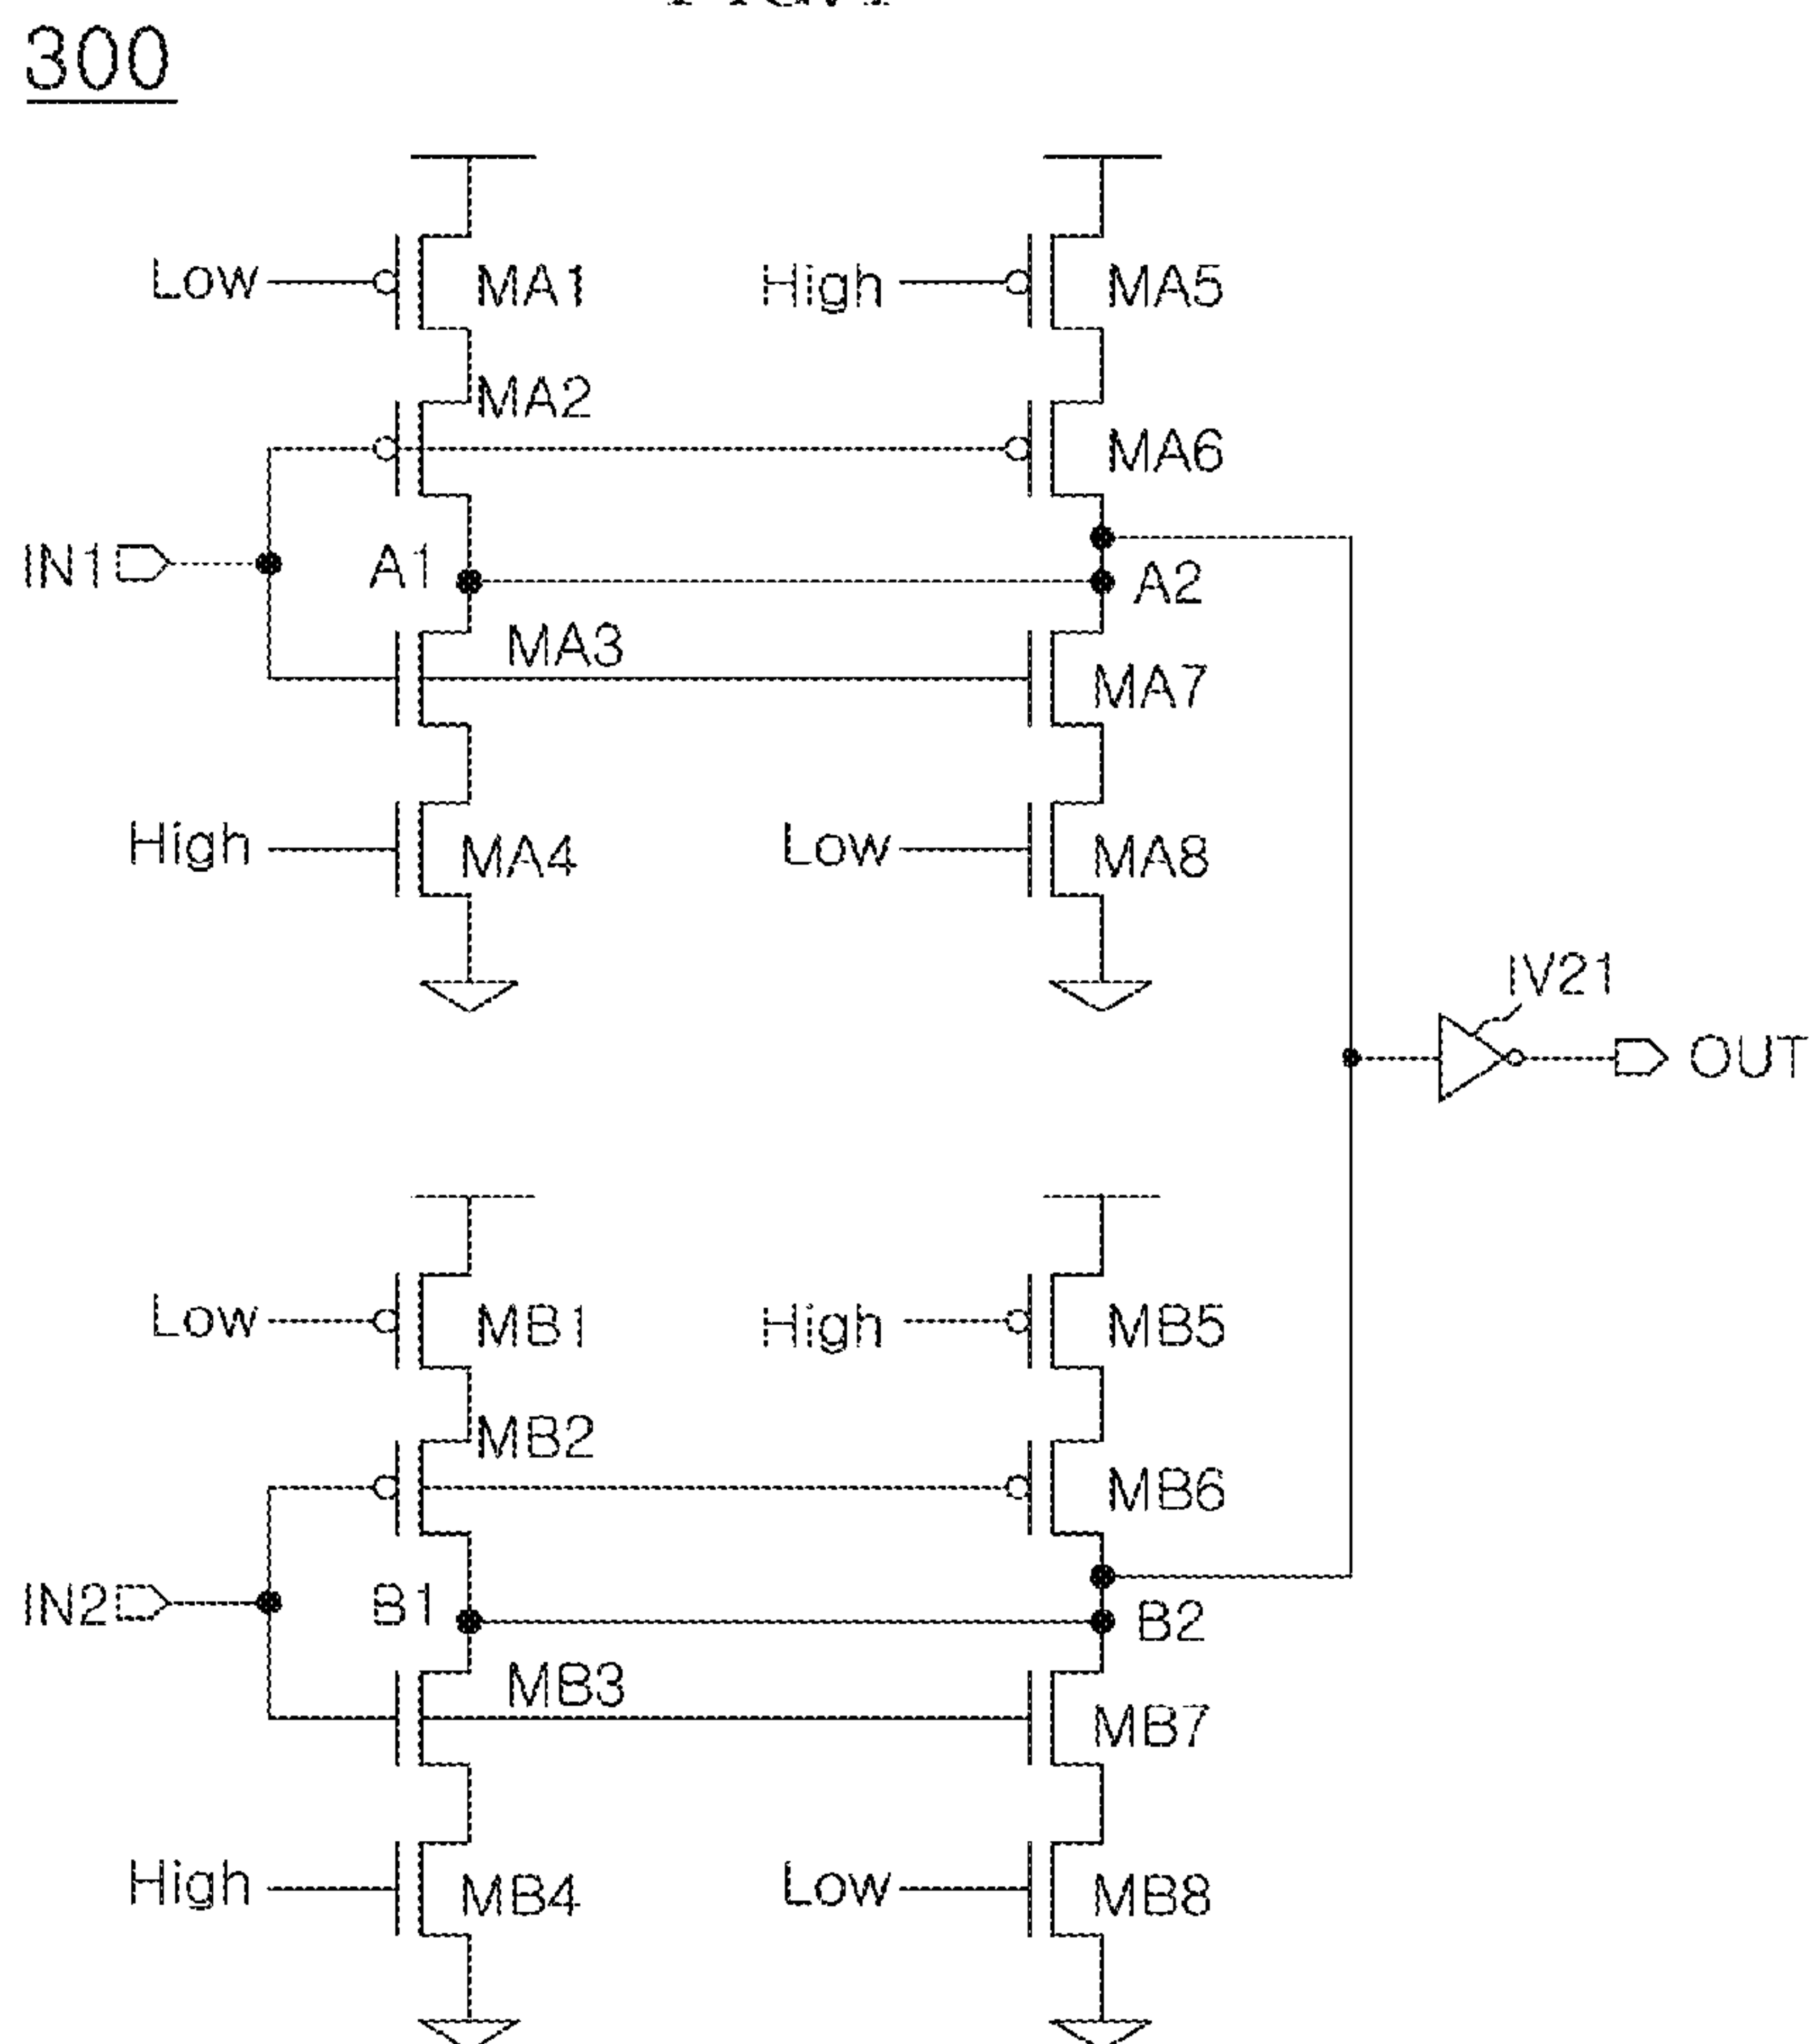 300
Low
MA1
High
MA5
MA2
MA6
IN1
A1
A2
MA3
MA7
High
MA4
Low
MA8
IV21
OUT
Low
MB1
High
MB5
MB2
MB6
IN2
B1
B2
MB3
MB7
High
MB4
Low
MB8